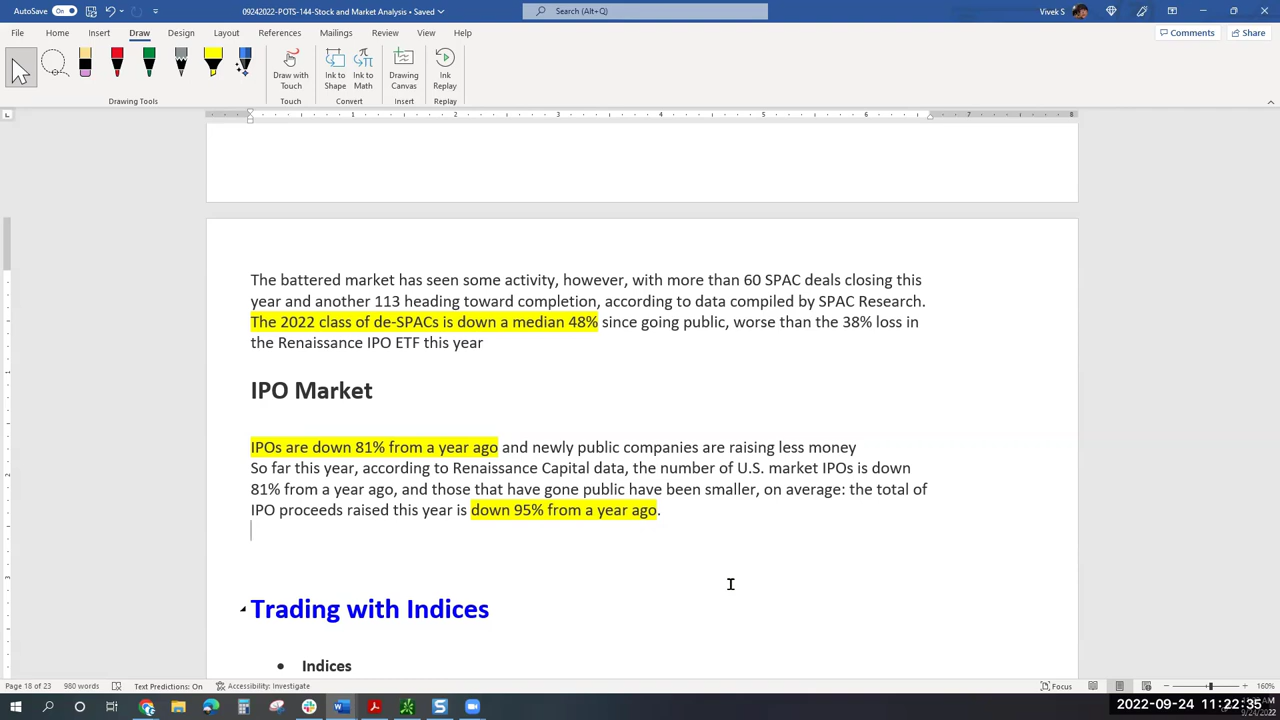 AutoSave On
09242022-POTS-144-Stock and Market Analysis • Saved
Search (Alt+Q)
Vivek S
File Home Insert Draw Design Layout References Mailings Review View Help
Comments Share
Draw with Touch
Ink to Shape
Ink to Math
Drawing Canvas
Ink Replay
Drawing Tools Touch Convert Insert Replay
1 2 3 4 5 6 7 8
The battered market has seen some activity, however, with more than 60 SPAC deals closing this
year and another 113 heading toward completion, according to data compiled by SPAC Research.
The 2022 class of de-SPACs is down a median 48% since going public, worse than the 38% loss in
the Renaissance IPO ETF this year
IPO Market
IPOs are down 81% from a year ago and newly public companies are raising less money
So far this year, according to Renaissance Capital data, the number of U.S. market IPOs is down
81% from a year ago, and those that have gone public have been smaller, on average: the total of
IPO proceeds raised this year is down 95% from a year ago.
Trading with Indices
• Indices
Page 18 of 23 980 words Text Predictions: On Accessibility: Investigate Focus 160%
2022-09-24 11:22:35